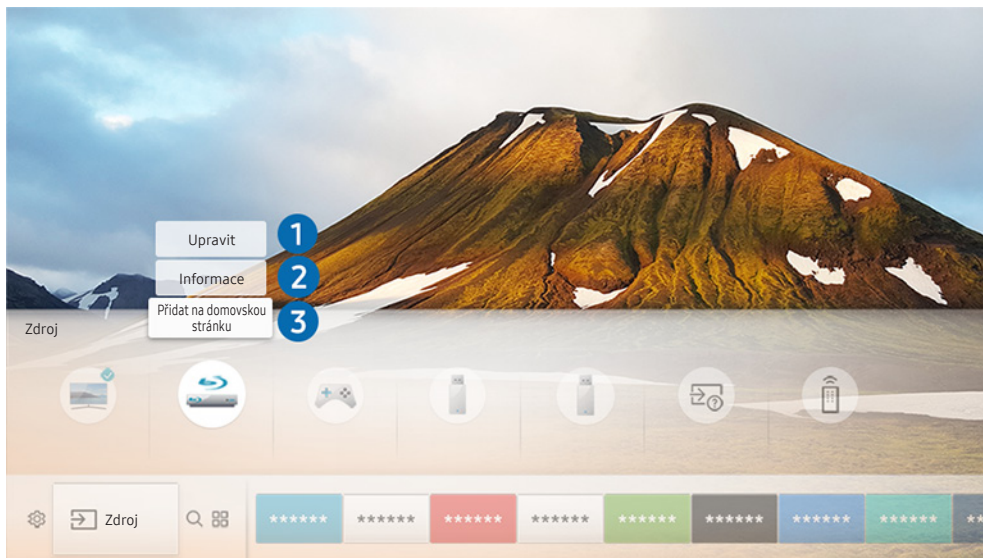 Upravit
1
Informace
2
Přidat na domovskou
stránku
3
Zdroj
Zdroj
****** ****** ****** ****** ****** ****** ****** ****** **